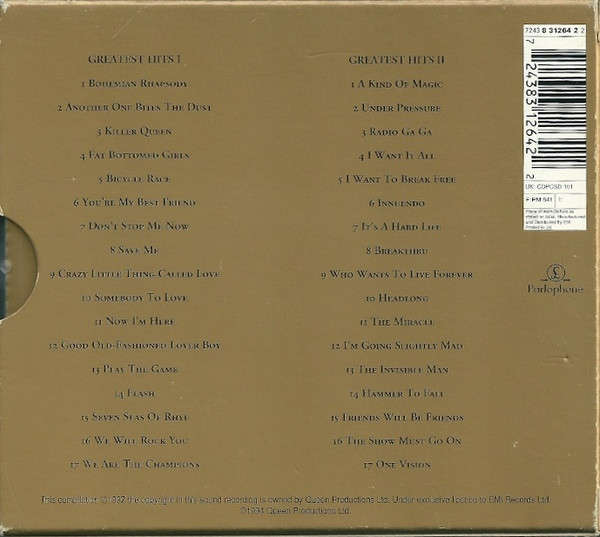 GREATEST HITS I
1 BOHEMIAN RHAPSODY
2 ANOTHER ONE BITES THE DUST
3 KILLER QUEEN
4 FAT BOTTOMED GIRLS
5 BICYCLE RACE
6 YOU'RE MY BEST FRIEND
7 DON'T STOP ME NOW
8 SAVE ME
9 CRAZY LITTLE THING CALLED LOVE
10 SOMEBODY TO LOVE
11 NOW I'M HERE
12 GOOD OLD-FASHIONED LOVER BOY
13 PLAY THE GAME
14 FLASH
15 SEVEN SEAS OF RHYE
16 WE WILL ROCK YOU
17 WE ARE THE CHAMPIONS
GREATEST HITS II
1 A KIND OF MAGIC
2 UNDER PRESSURE
3 RADIO GA GA
4 I WANT IT ALL
5 I WANT TO BREAK FREE
6 INNUENDO
7 IT'S A HARD LIFE
8 BREAKTHRU
9 WHO WANTS TO LIVE FOREVER
10 HEADLONG
11 THE MIRACLE
12 I'M GOING SLIGHTLY MAD
13 THE INVISIBLE MAN
14 HAMMER TO FALL
15 FRIENDS WILL BE FRIENDS
16 THE SHOW MUST GO ON
17 ONE VISION
7243 8 31264 2 2
7 24383 12642 2
UK: CDPCSD 161
F: PM 541
Parlophone
This compilation the copyright in this sound recording is owned by Queen Productions Ltd. Under exclusive licence to EMI Records Ltd.
©1994 Queen Productions Ltd.